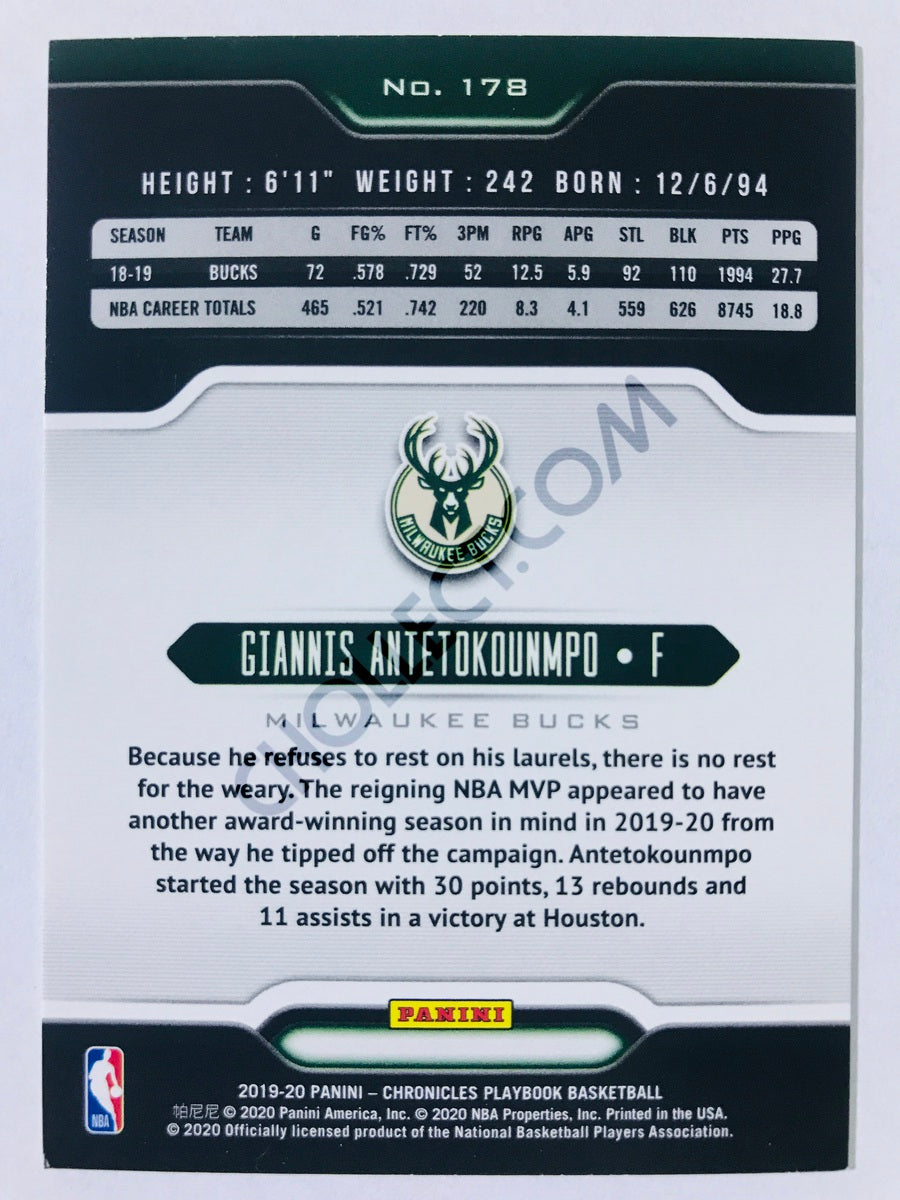 No. 178
HEIGHT : 6'11" WEIGHT : 242 BORN : 12/6/94
SEASON TEAM G FG% FT% 3PM RPG APG STL BLK PTS PPG
18-19 BUCKS 72 .578 .729 52 12.5 5.9 92 110 1994 27.7
NBA CAREER TOTALS 465 .521 .742 220 8.3 4.1 559 626 8745 18.8
MILWAUKEE BUCKS
GIANNIS ANTETOKOUNMPO • F
MILWAUKEE BUCKS
Because he refuses to rest on his laurels, there is no rest
for the weary. The reigning NBA MVP appeared to have
another award-winning season in mind in 2019-20 from
the way he tipped off the campaign. Antetokounmpo
started the season with 30 points, 13 rebounds and
11 assists in a victory at Houston.
CHOLLECT.COM
PANINI
NBA
2019-20 PANINI – CHRONICLES PLAYBOOK BASKETBALL
帕尼尼 © 2020 Panini America, Inc. © 2020 NBA Properties, Inc. Printed in the USA.
© 2020 Officially licensed product of the National Basketball Players Association.